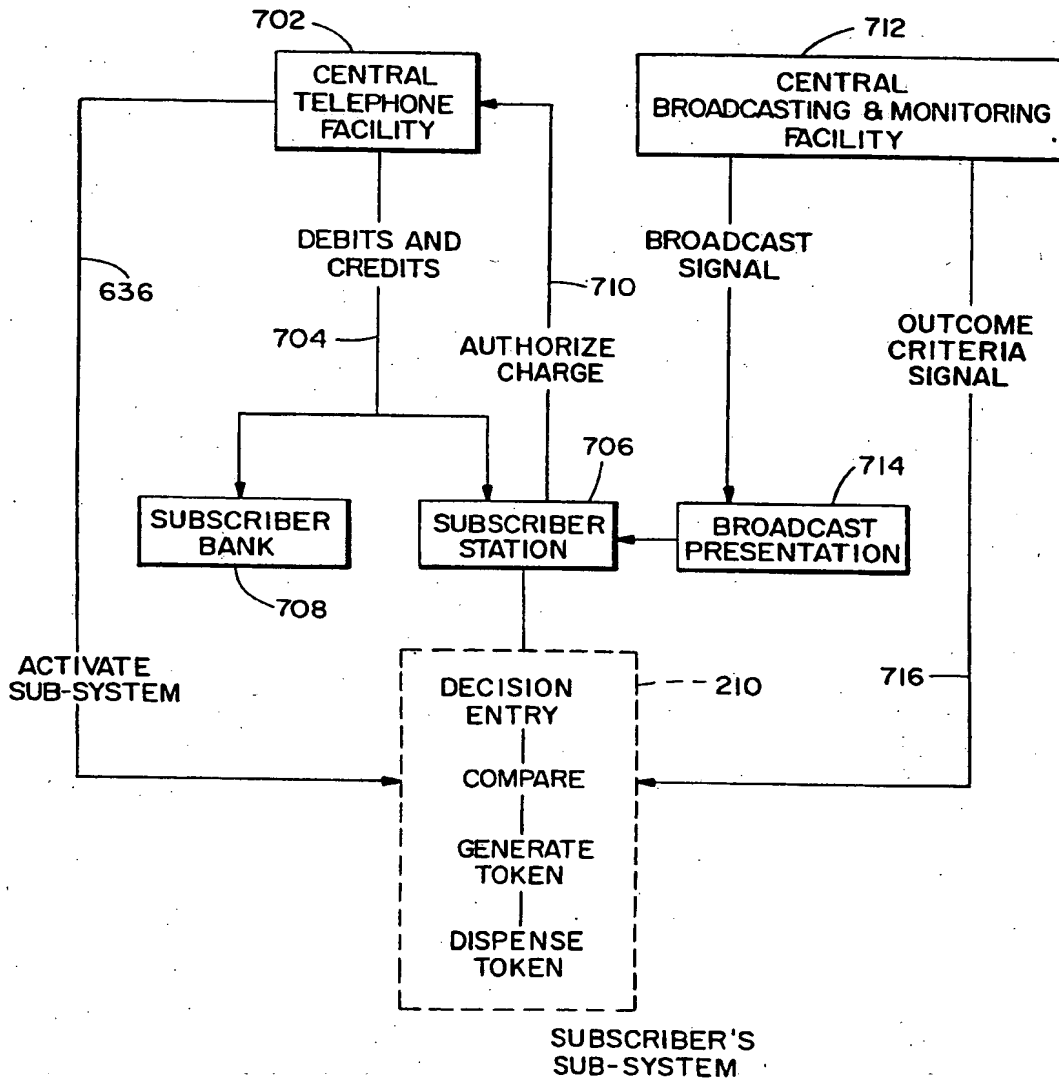 702
712
CENTRAL
TELEPHONE
FACILITY
CENTRAL
BROADCASTING & MONITORING
FACILITY
DEBITS AND
CREDITS
BROADCAST
SIGNAL
636
710
704
AUTHORIZE
CHARGE
OUTCOME
CRITERIA
SIGNAL
706
714
SUBSCRIBER
BANK
SUBSCRIBER
STATION
BROADCAST
PRESENTATION
708
ACTIVATE
SUB-SYSTEM
DECISION
ENTRY
210
716
COMPARE
GENERATE
TOKEN
DISPENSE
TOKEN
SUBSCRIBER'S
SUB-SYSTEM